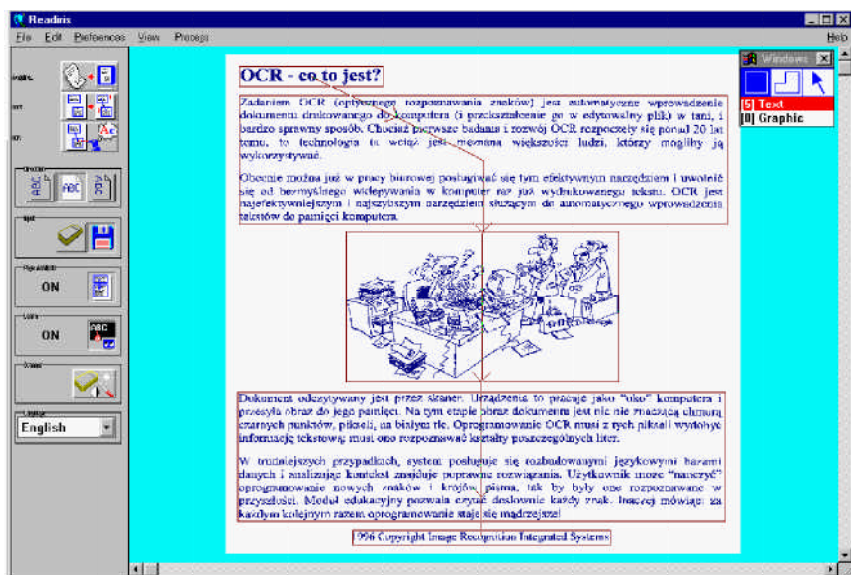 Readiris
File Edit Preferences View Process Help
OCR - co to jest?
Zadaniem OCR (optycznego rozpoznawania znaków) jest automatyczne wprowadzenie
dokumentu drukowanego do komputera (i przekształcenie go w edytowalny plik) w tani, i
bardzo sprawny sposób. Chociaż pierwsze badania i rozwój OCR rozpoczęły się ponad 20 lat
temu, to technologia ta wciąż jest nieznana większości ludzi, którzy mogliby ją
wykorzystywać.
Obecnie można już w pracy biurowej posługiwać się tym efektywnym narzędziem i uwolnić
się od bezmyślnego wklepywania w komputer raz już wydrukowanego tekstu. OCR jest
najefektywniejszym i najszybszym narzędziem służącym do automatycznego wprowadzenia
tekstów do pamięci komputera.
Dokument odczytywany jest przez skaner. Urządzenie to pracuje jako "oko" komputera i
przesyła obraz do jego pamięci. Na tym etapie obraz dokumentu jest nic nie znaczącą chmurą
czarnych punktów, pikseli, na białym tle. Oprogramowanie OCR musi z tych pikseli wydobyć
informację tekstową; musi ono rozpoznawać kształty poszczególnych liter.
W trudniejszych przypadkach, system posługuje się rozbudowanymi językowymi bazami
danych i analizując kontekst znajduje poprawne rozwiązania. Użytkownik może "nauczyć"
oprogramowanie nowych znaków i krojów pisma, tak by były one rozpoznawane w
przyszłości. Moduł edukacyjny pozwala czytać dosłownie każdy znak. Inaczej mówiąc: za
każdym kolejnym razem oprogramowanie staje się mądrzejsze!
1996 Copyright Image Recognition Integrated Systems
Windows
[5] Text
[0] Graphic
ABC
ON
ON
ABC
English